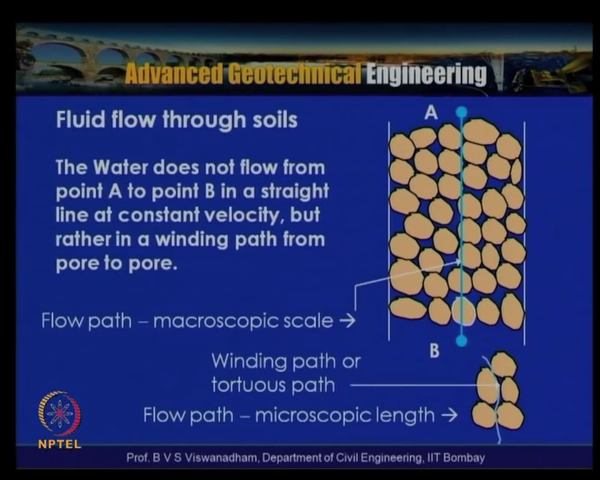 Advanced Geotechnical Engineering
Fluid flow through soils
The Water does not flow from
point A to point B in a straight
line at constant velocity, but
rather in a winding path from
pore to pore.
A
Flow path – macroscopic scale →
B
Winding path or
tortuous path
Flow path – microscopic length →
NPTEL
Prof. B V S Viswanadham, Department of Civil Engineering, IIT Bombay